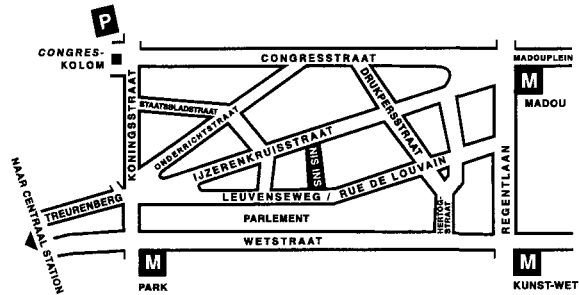 P
CONGRES-
KOLOM
CONGRESSTRAAT
MADOUPLEIN
M
MADOU
KONINGSSTRAAT
STAATSBLADSTRAAT
ONDERRICHTSTRAAT
DRUKPERSSTRAAT
IJZERENKRUISSTRAAT
NIS INS
LEUVENSEWEG / RUE DE LOUVAIN
HERTOG-
STRAAT
REGENTLAAN
TREURENBERG
NAAR CENTRAAL STATION
PARLEMENT
WETSTRAAT
M
PARK
M
KUNST-WET